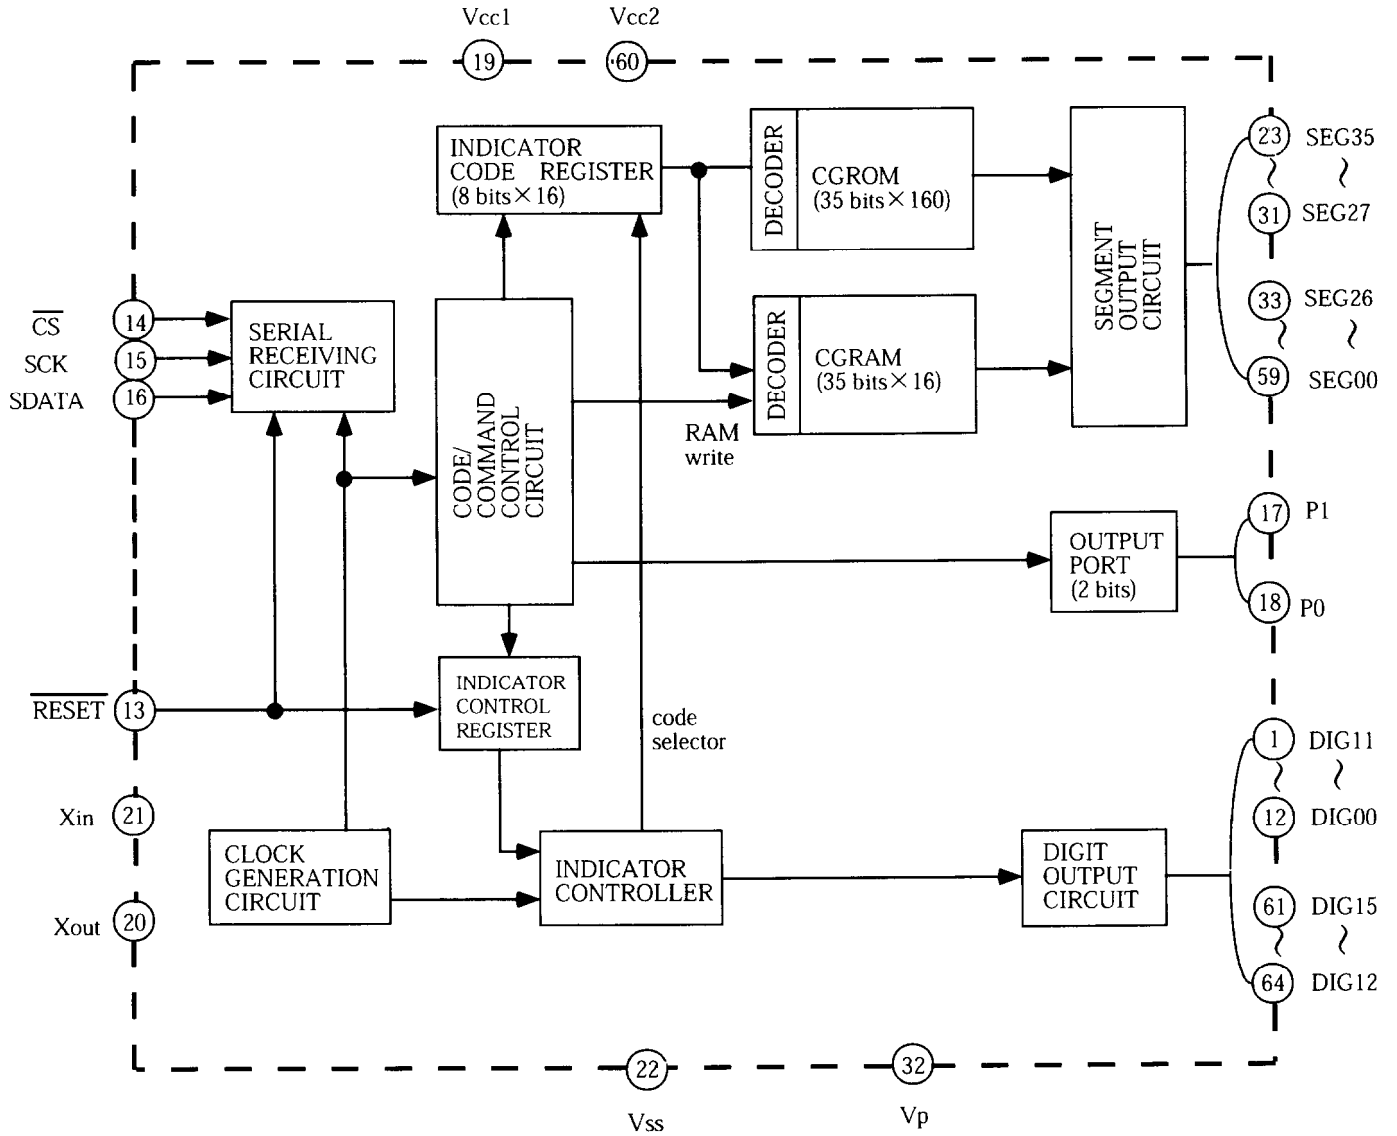 Vcc1
Vcc2
19
60
INDICATOR
CODE REGISTER
(8 bits×16)
DECODER
CGROM
(35 bits×160)
SEGMENT
OUTPUT
CIRCUIT
23
SEG35
~
~
31
SEG27
33
SEG26
~
~
59
SEG00
CS
14
SCK
15
SDATA
16
SERIAL
RECEIVING
CIRCUIT
CODE/
COMMAND
CONTROL
CIRCUIT
DECODER
CGRAM
(35 bits×16)
RAM
write
OUTPUT
PORT
(2 bits)
17
P1
18
P0
RESET
13
INDICATOR
CONTROL
REGISTER
code
selector
Xin
21
Xout
20
CLOCK
GENERATION
CIRCUIT
INDICATOR
CONTROLLER
DIGIT
OUTPUT
CIRCUIT
1
DIG11
~
~
12
DIG00
61
DIG15
~
~
64
DIG12
22
Vss
32
Vp